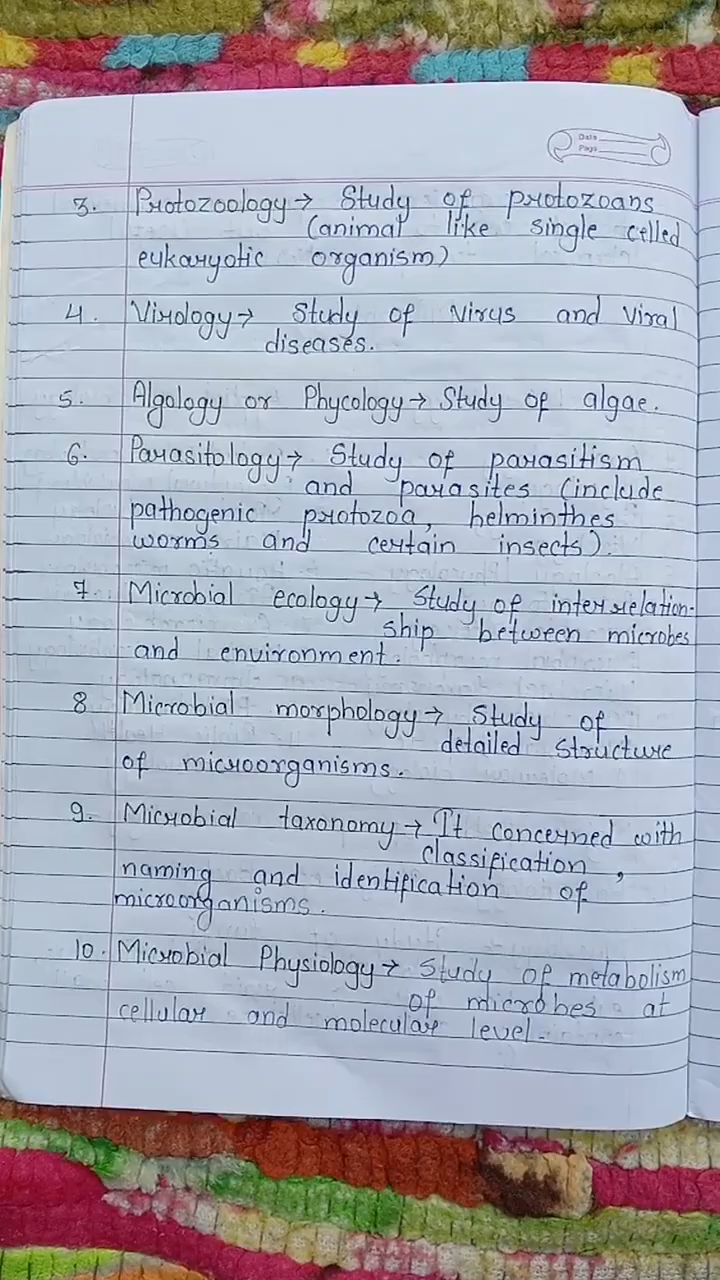 Date
Page
3. Protozoology → Study of protozoans
(animal like single celled
eukaryotic organism)
4. Virology → Study of Virus and Viral
diseases.
5. Algology or Phycology → Study of algae.
6. Parasitology → Study of parasitism
and parasites (include
pathogenic protozoa, helminthes
worms and certain insects).
7. Microbial ecology → Study of interrelation-
ship between microbes
and environment.
8 Microbial morphology → Study of
detailed structure
of microorganisms.
9. Microbial taxonomy → It concerned with
classification,
naming and identification of
microorganisms.
10. Microbial Physiology → Study of metabolism
of microbes at
cellular and molecular level.